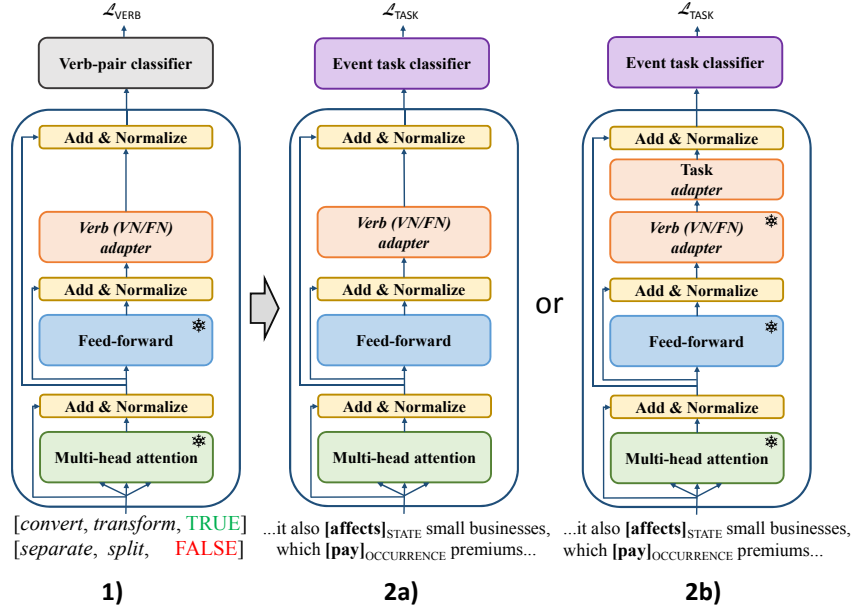 ℒVERB
Verb-pair classifier
Add & Normalize
Verb (VN/FN)
adapter
Add & Normalize
Feed-forward
Add & Normalize
Multi-head attention
[convert, transform, TRUE]
[separate, split, FALSE]
1)
ℒTASK
Event task classifier
Add & Normalize
Verb (VN/FN)
adapter
Add & Normalize
Feed-forward
Add & Normalize
Multi-head attention
...it also [affects]STATE small businesses,
which [pay]OCCURRENCE premiums...
2a)
or
ℒTASK
Event task classifier
Add & Normalize
Task
adapter
Verb (VN/FN)
adapter
Add & Normalize
Feed-forward
Add & Normalize
Multi-head attention
...it also [affects]STATE small businesses,
which [pay]OCCURRENCE premiums...
2b)